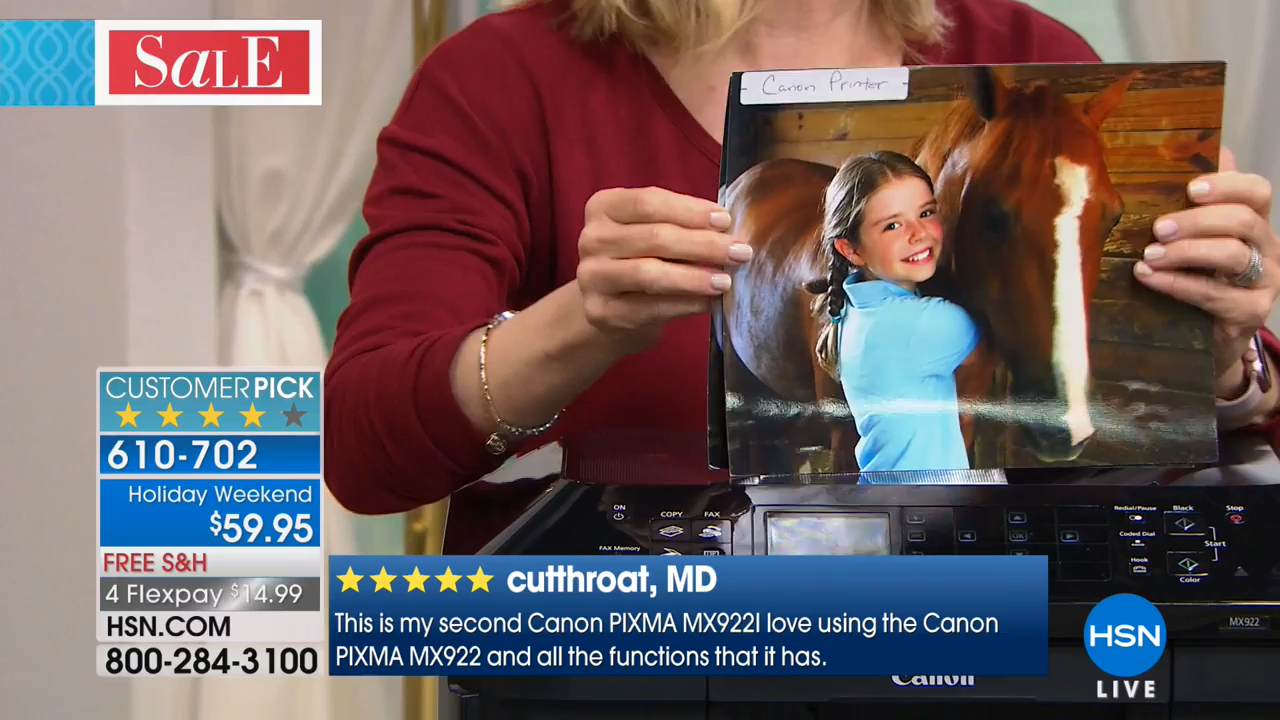 SALE
Canon Printer
CUSTOMER PICK
610-702
Holiday Weekend
$59.95
FREE S&H
4 Flexpay $14.99
HSN.COM
800-284-3100
cutthroat, MD
This is my second Canon PIXMA MX922I love using the Canon
PIXMA MX922 and all the functions that it has.
ON
COPY
FAX
FAX Memory
Redial/Pause
Coded Dial
Hook
Black
Start
Color
Stop
OK
MX922
Canon
HSN
LIVE